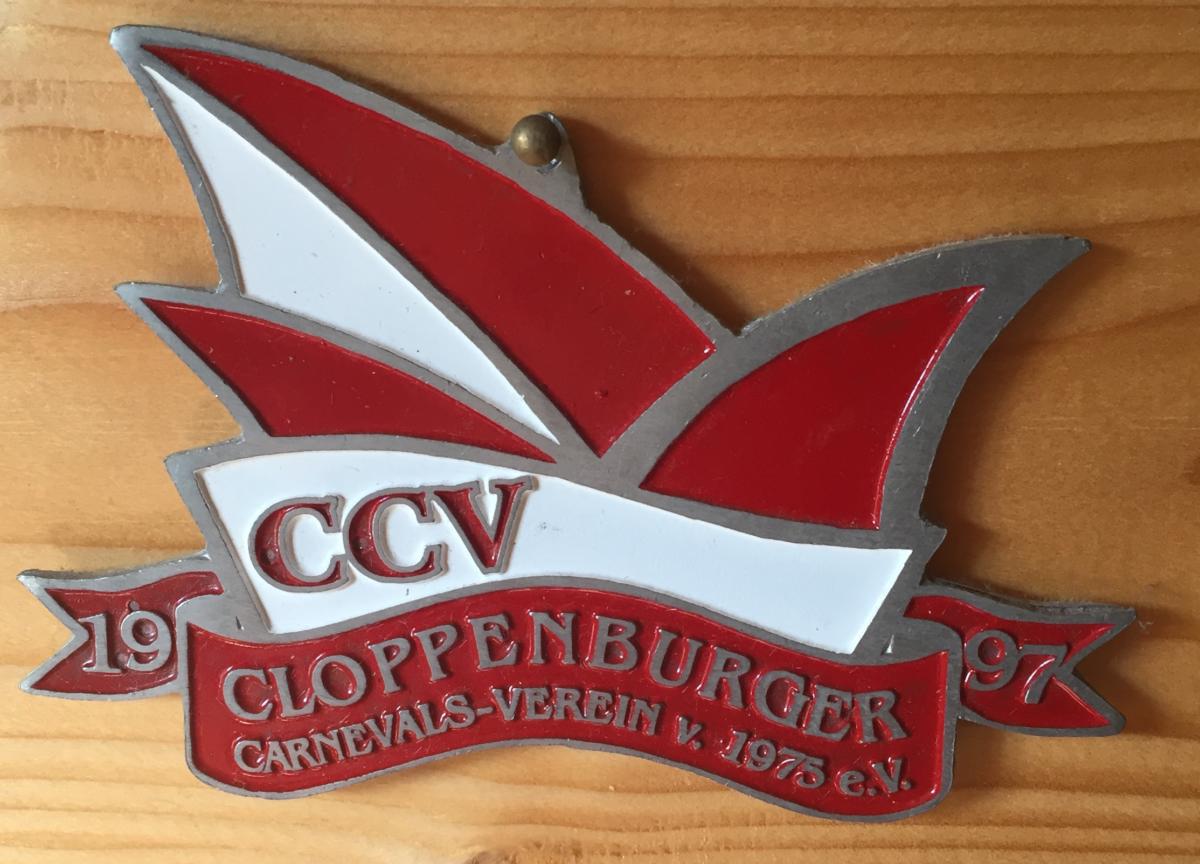 CCV
19 97
CLOPPENBURGER
CARNEVALS-VEREIN v. 1975 e.V.